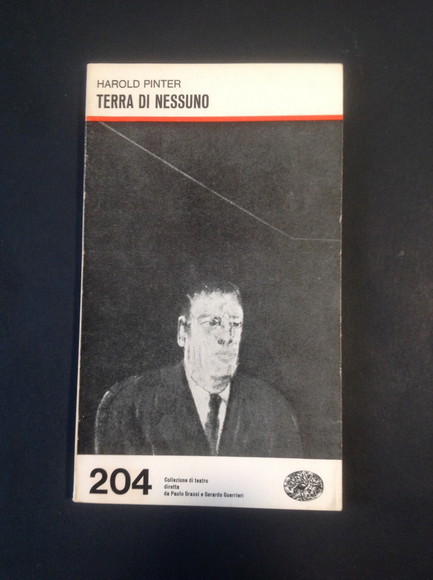 HAROLD PINTER
TERRA DI NESSUNO
204
Collezione di teatro
diretta
da Paolo Grassi e Gerardo Guerrieri